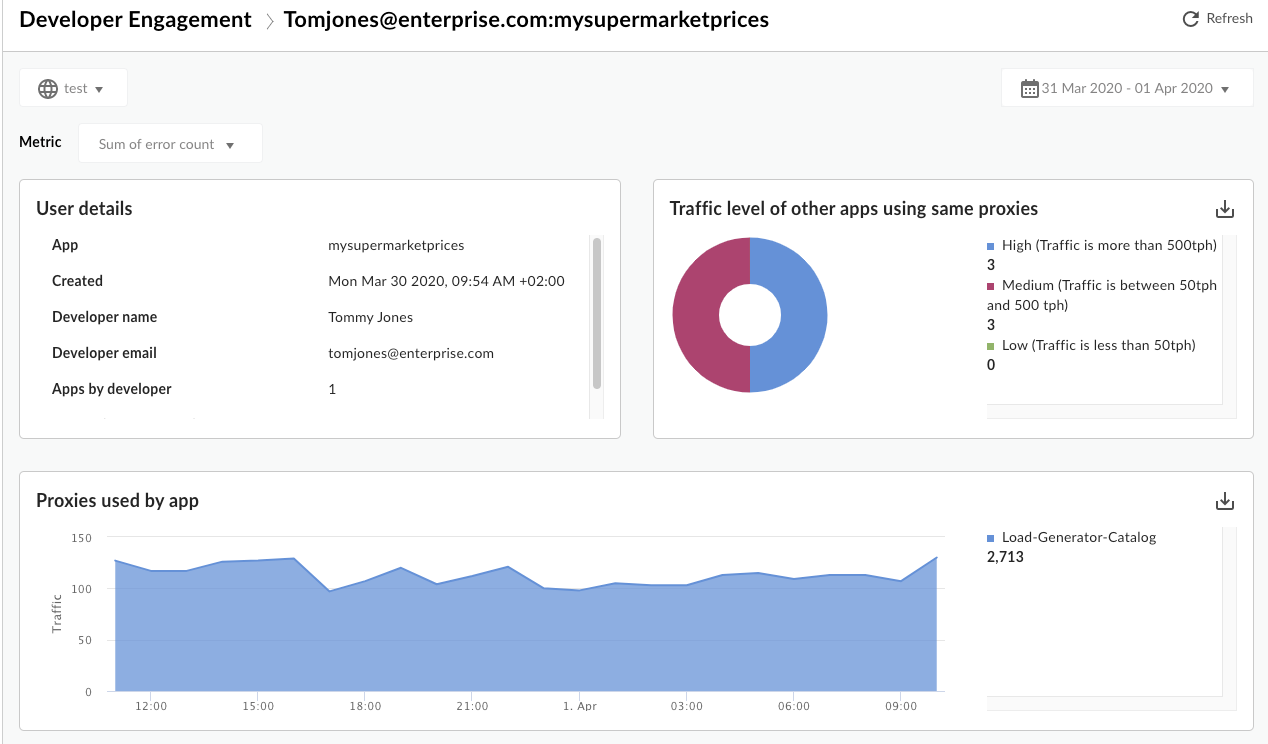 Developer Engagement > Tomjones@enterprise.com:mysupermarketprices
Refresh
test
31 Mar 2020 - 01 Apr 2020
Metric
Sum of error count
User details
App mysupermarketprices
Created Mon Mar 30 2020, 09:54 AM +02:00
Developer name Tommy Jones
Developer email tomjones@enterprise.com
Apps by developer 1
Traffic level of other apps using same proxies
High (Traffic is more than 500tph)
3
Medium (Traffic is between 50tph
and 500 tph)
3
Low (Traffic is less than 50tph)
0
Proxies used by app
Traffic
150
100
50
0
12:00 15:00 18:00 21:00 1. Apr 03:00 06:00 09:00
Load-Generator-Catalog
2,713